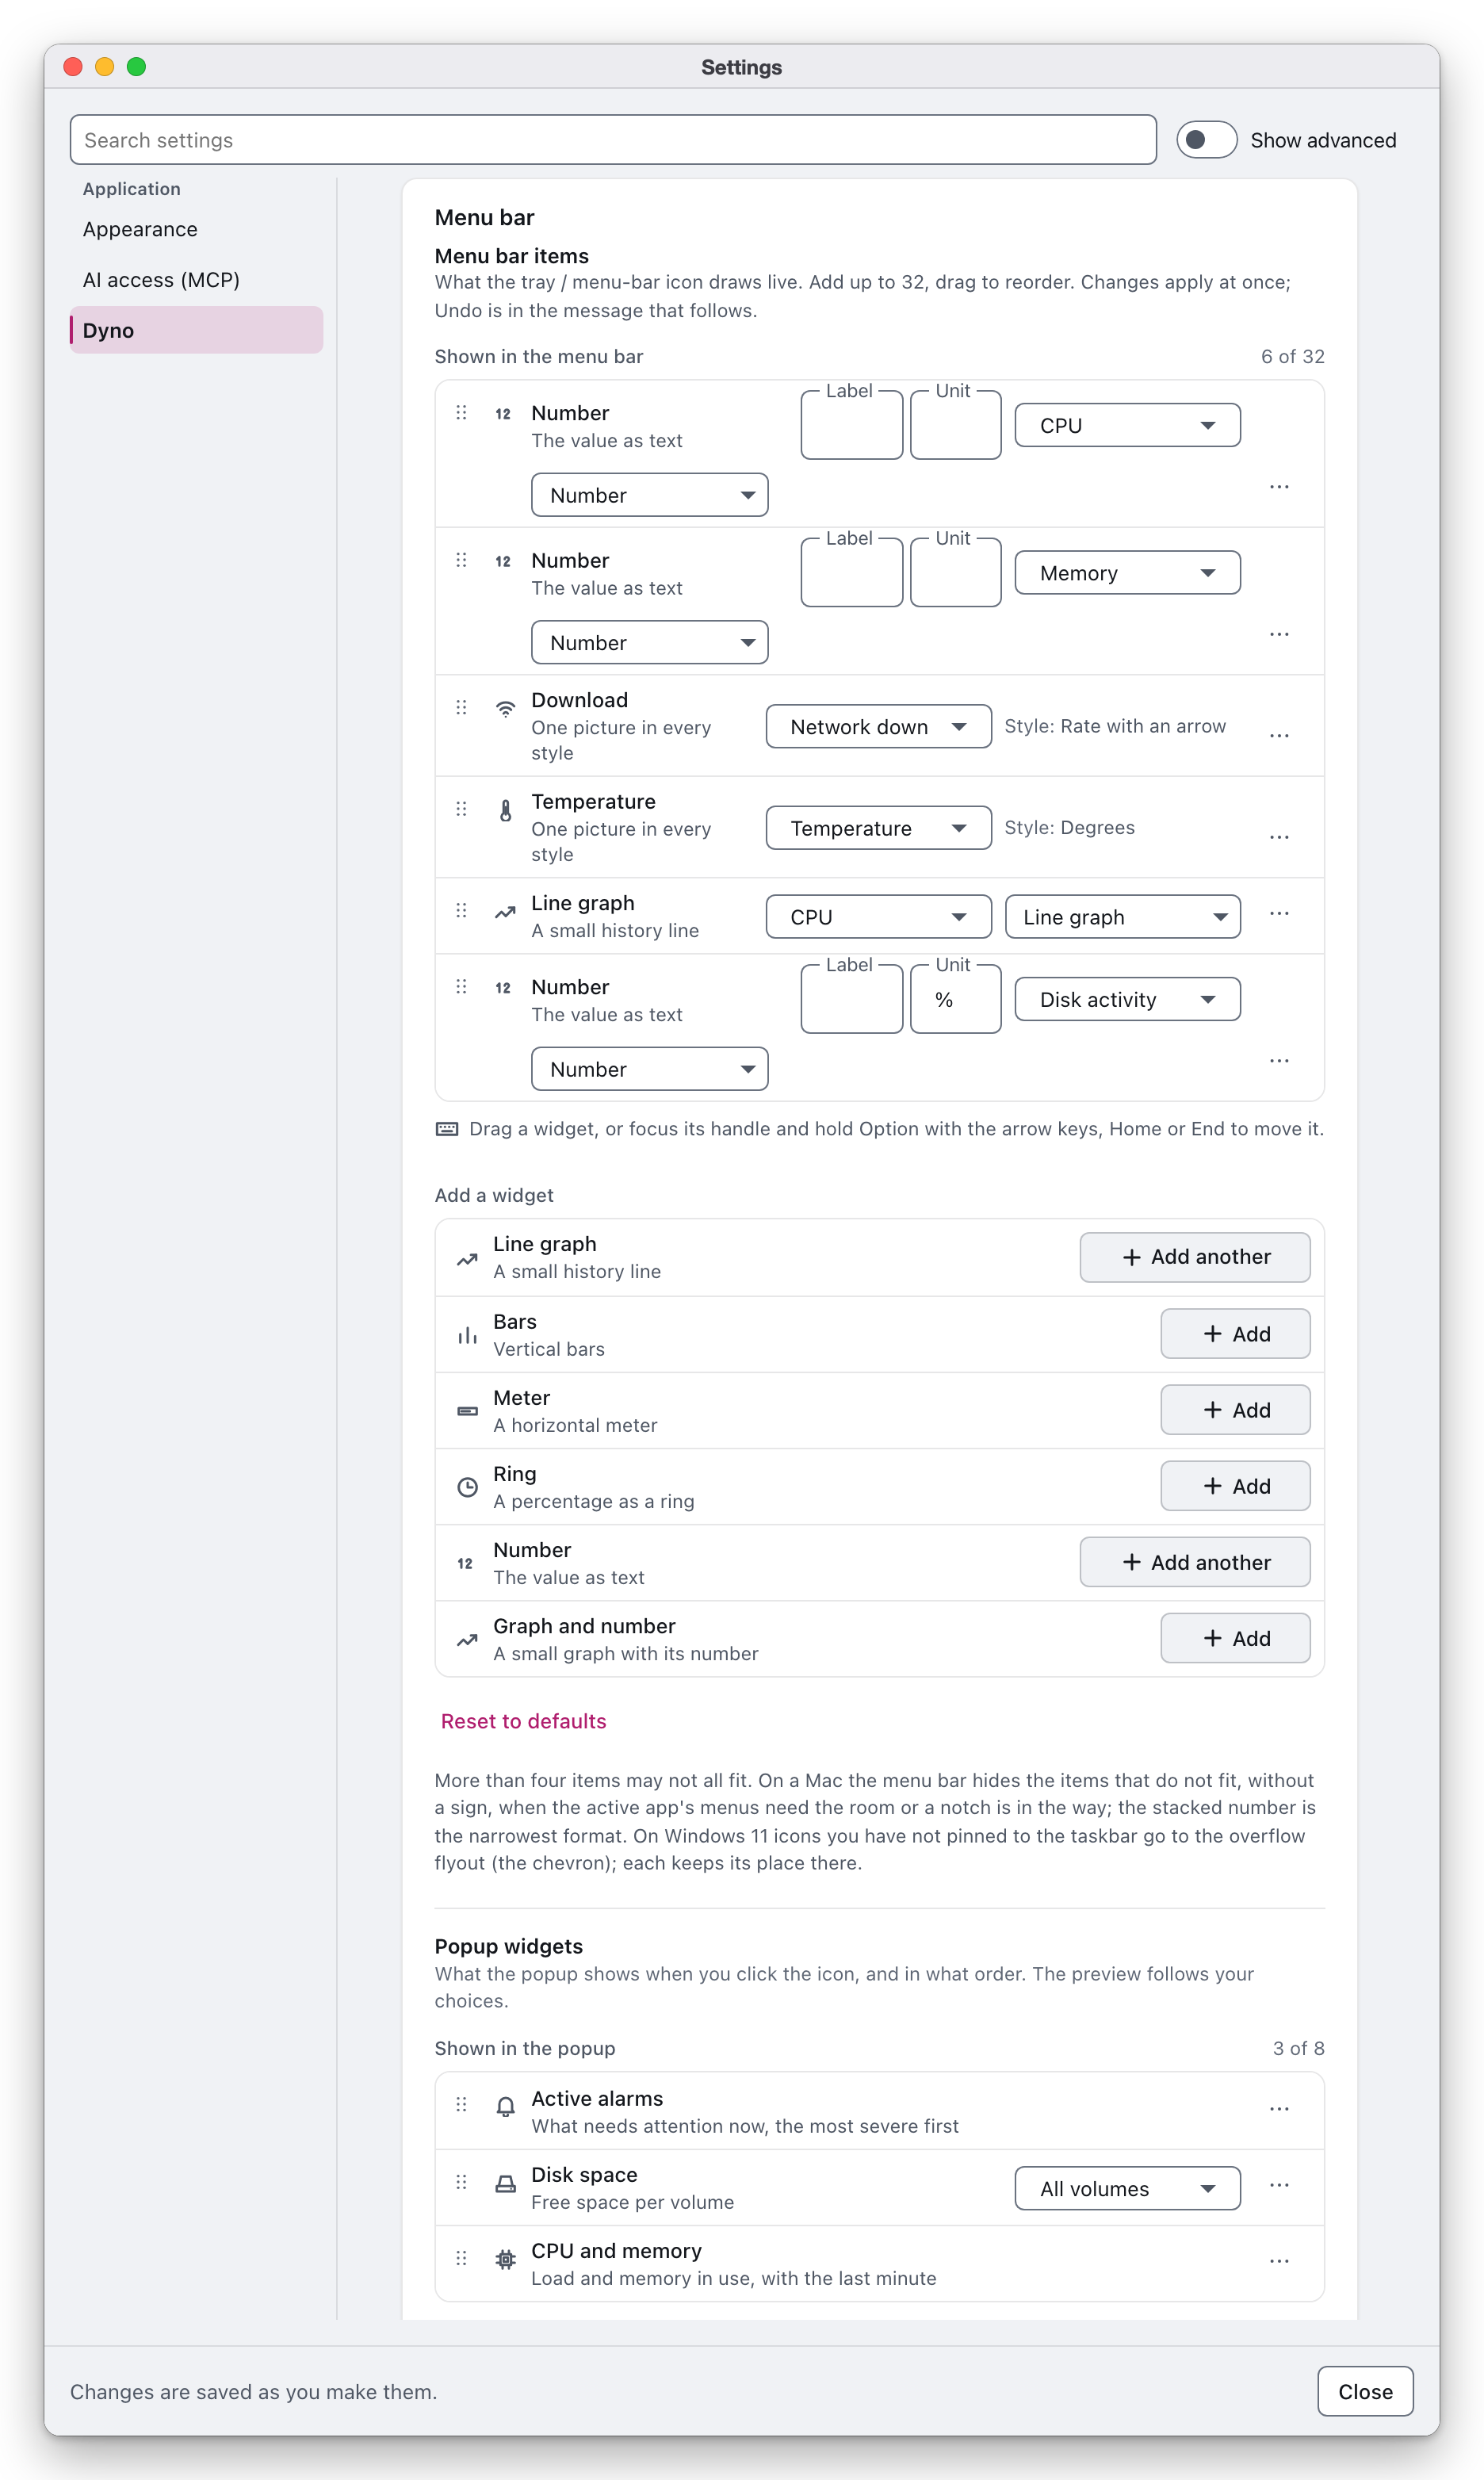 Settings
Search settings
Show advanced
Application
Appearance
AI access (MCP)
Dyno
Menu bar
Menu bar items
What the tray / menu-bar icon draws live. Add up to 32, drag to reorder. Changes apply at once;
Undo is in the message that follows.
Shown in the menu bar
6 of 32
12
Number
The value as text
Label
Unit
CPU
Number
...
12
Number
The value as text
Label
Unit
Memory
Number
...
Download
One picture in every
style
Network down
Style: Rate with an arrow
...
Temperature
One picture in every
style
Temperature
Style: Degrees
...
Line graph
A small history line
CPU
Line graph
...
12
Number
The value as text
Label
Unit
%
Disk activity
Number
...
Drag a widget, or focus its handle and hold Option with the arrow keys, Home or End to move it.
Add a widget
Line graph
A small history line
+ Add another
Bars
Vertical bars
+ Add
Meter
A horizontal meter
+ Add
Ring
A percentage as a ring
+ Add
12
Number
The value as text
+ Add another
Graph and number
A small graph with its number
+ Add
Reset to defaults
More than four items may not all fit. On a Mac the menu bar hides the items that do not fit, without
a sign, when the active app's menus need the room or a notch is in the way; the stacked number is
the narrowest format. On Windows 11 icons you have not pinned to the taskbar go to the overflow
flyout (the chevron); each keeps its place there.
Popup widgets
What the popup shows when you click the icon, and in what order. The preview follows your
choices.
Shown in the popup
3 of 8
Active alarms
What needs attention now, the most severe first
...
Disk space
Free space per volume
All volumes
...
CPU and memory
Load and memory in use, with the last minute
...
Changes are saved as you make them.
Close